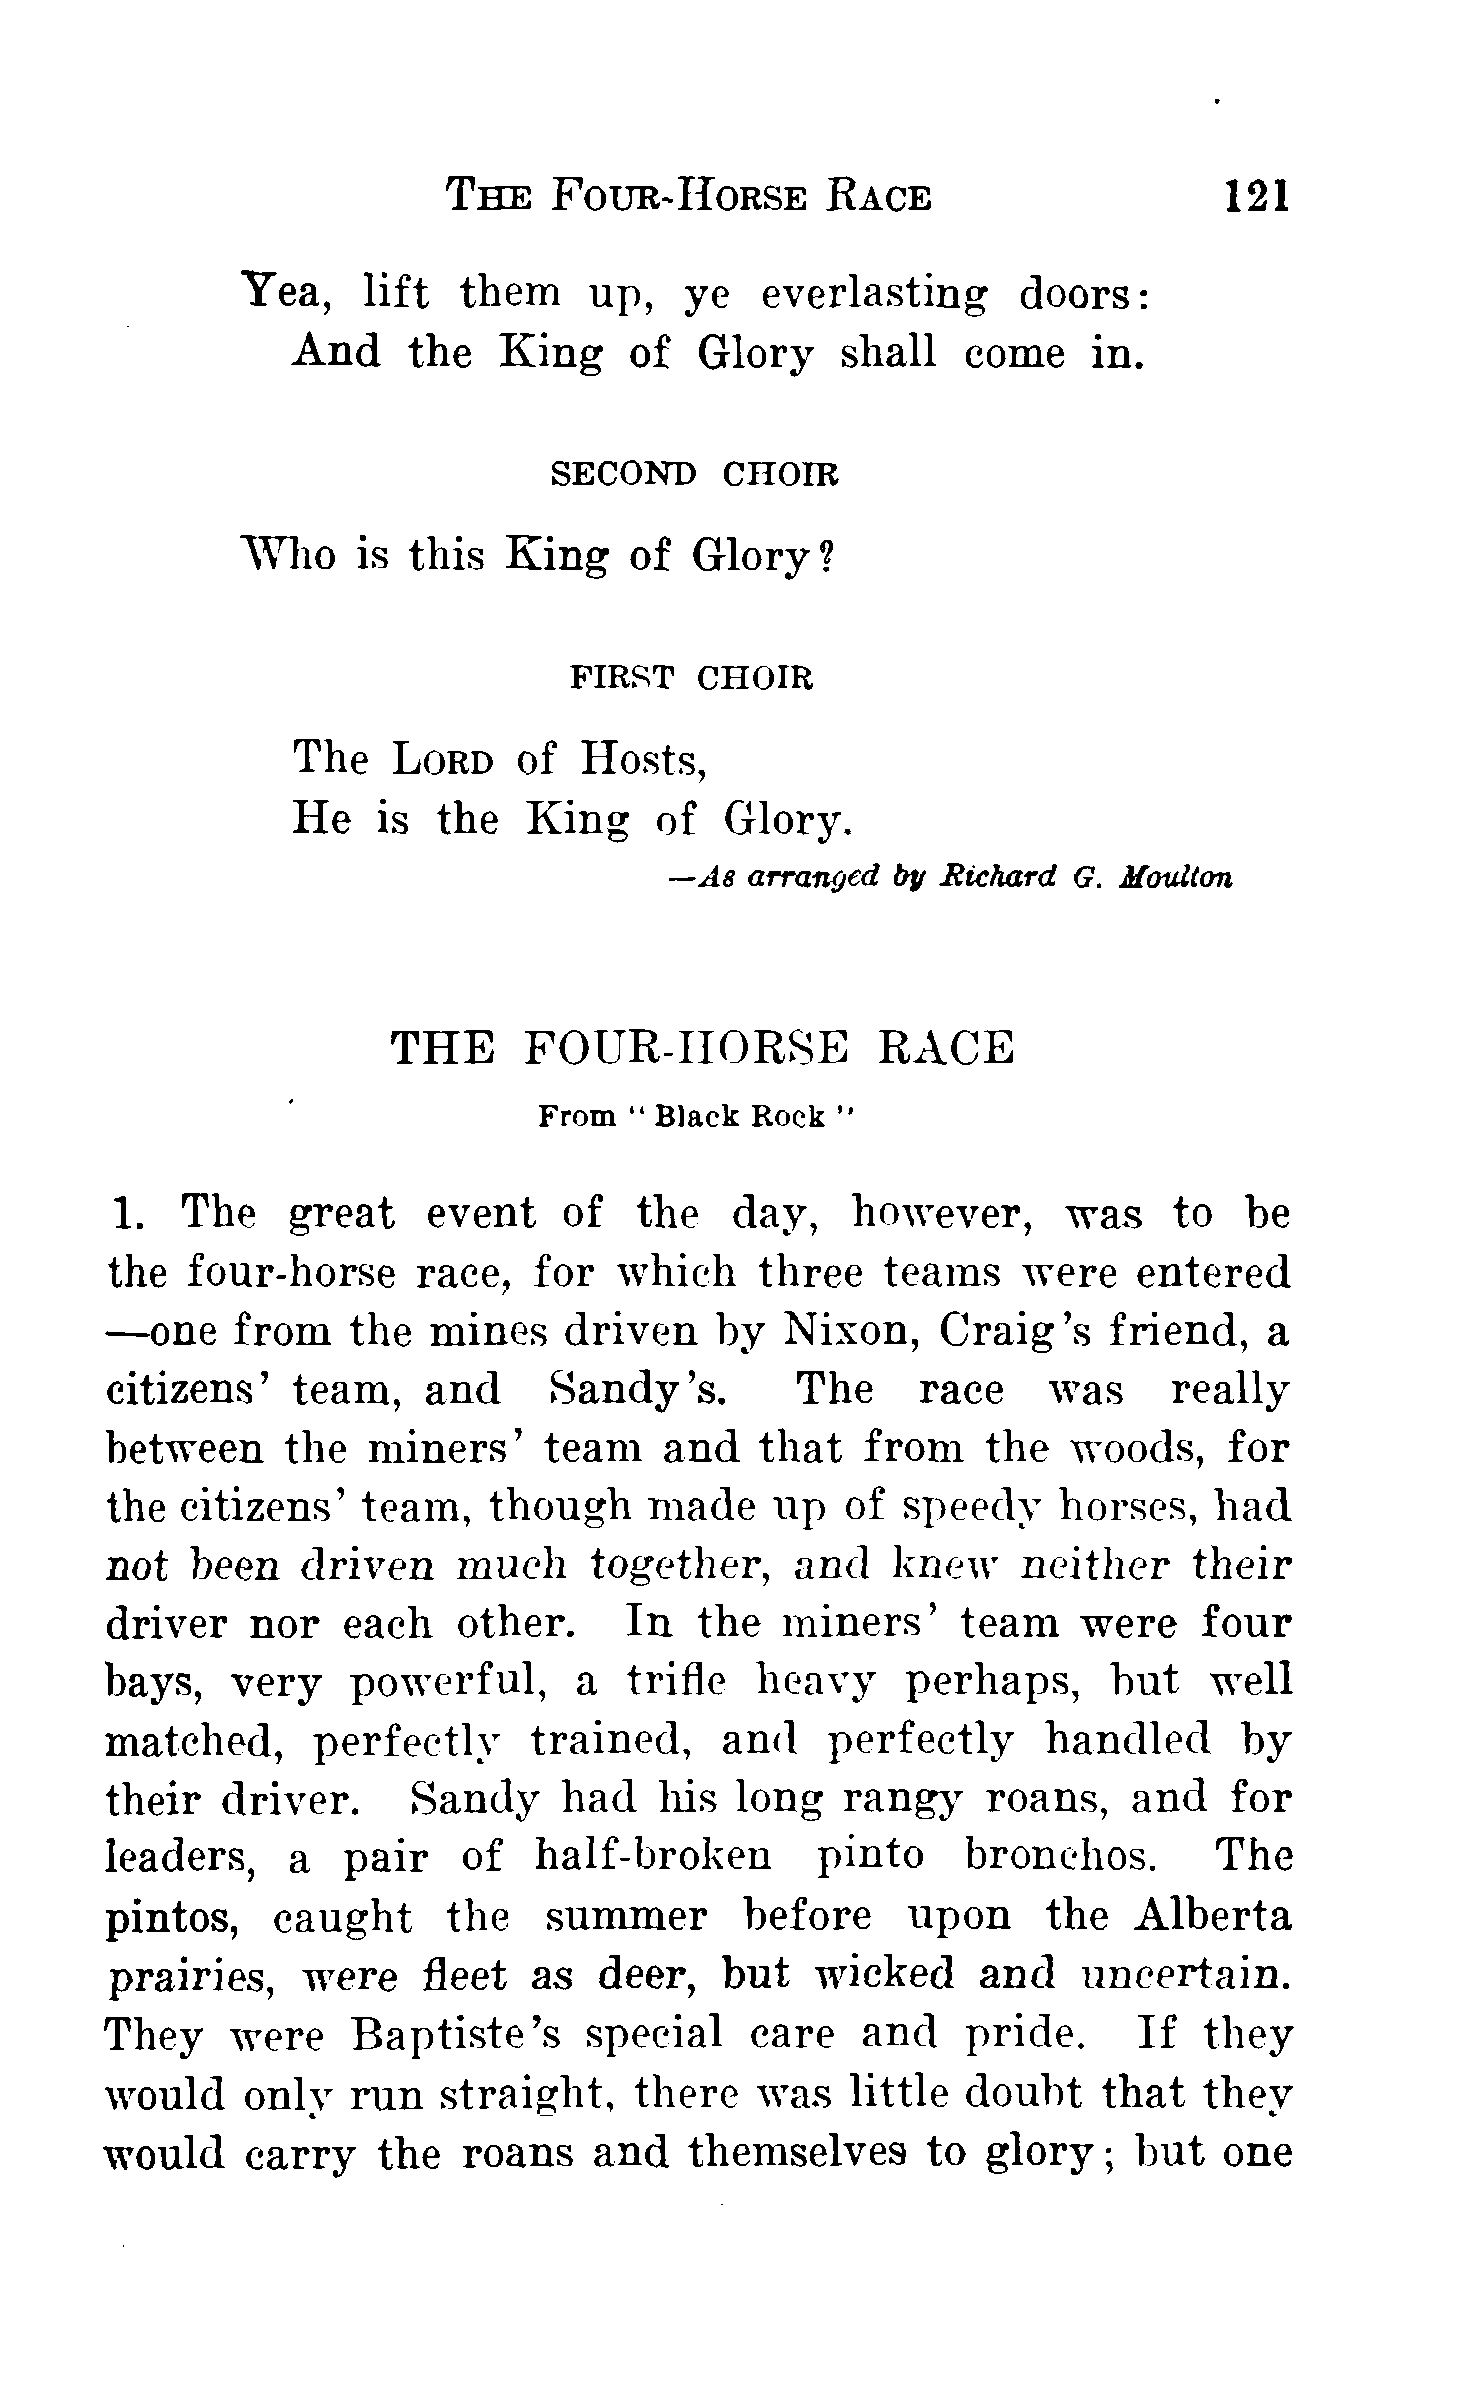 THE FOUR-HORSE RACE 121
Yea, lift them up, ye everlasting doors:
And the King of Glory shall come in.
SECOND CHOIR
Who is this King of Glory?
FIRST CHOIR
The LORD of Hosts,
He is the King of Glory.
—As arranged by Richard G. Moulton
THE FOUR-HORSE RACE
From "Black Rock"
1. The great event of the day, however, was to be
the four-horse race, for which three teams were entered
—one from the mines driven by Nixon, Craig's friend, a
citizens' team, and Sandy's. The race was really
between the miners' team and that from the woods, for
the citizens' team, though made up of speedy horses, had
not been driven much together, and knew neither their
driver nor each other. In the miners' team were four
bays, very powerful, a trifle heavy perhaps, but well
matched, perfectly trained, and perfectly handled by
their driver. Sandy had his long rangy roans, and for
leaders, a pair of half-broken pinto bronchos. The
pintos, caught the summer before upon the Alberta
prairies, were fleet as deer, but wicked and uncertain.
They were Baptiste's special care and pride. If they
would only run straight, there was little doubt that they
would carry the roans and themselves to glory; but one